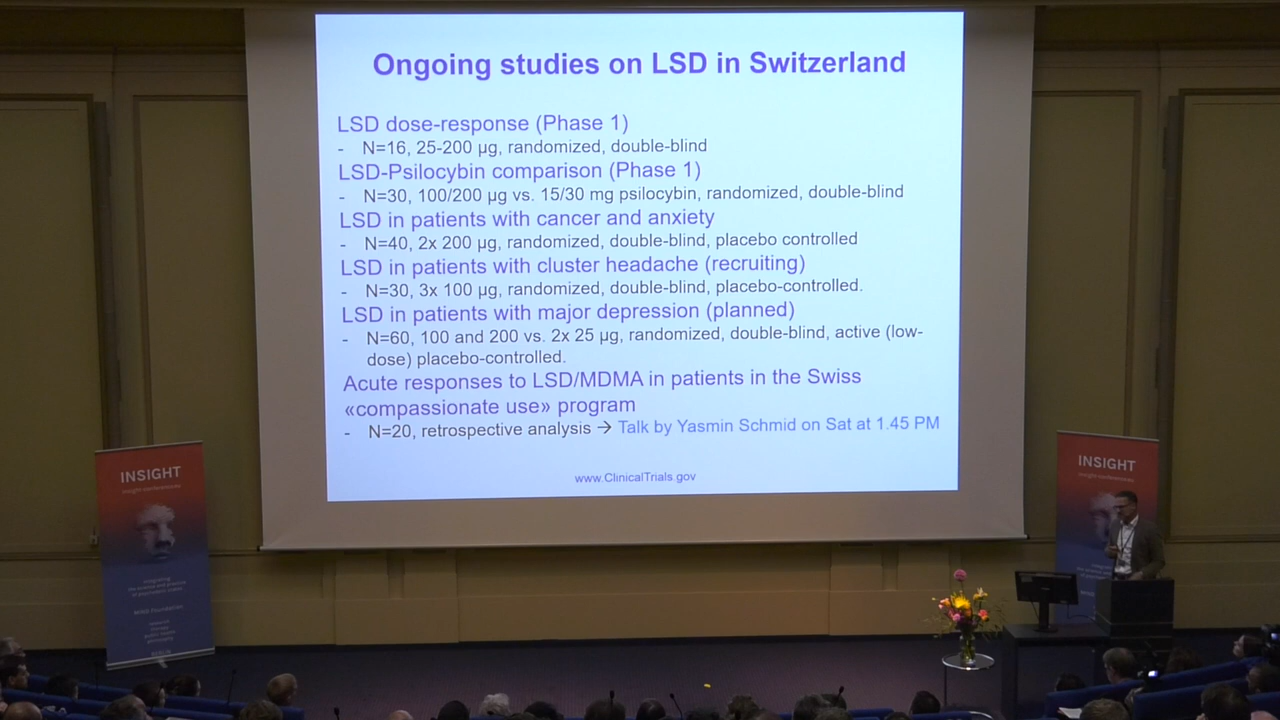 Ongoing studies on LSD in Switzerland
LSD dose-response (Phase 1)
- N=16, 25-200 µg, randomized, double-blind
LSD-Psilocybin comparison (Phase 1)
- N=30, 100/200 µg vs. 15/30 mg psilocybin, randomized, double-blind
LSD in patients with cancer and anxiety
- N=40, 2x 200 µg, randomized, double-blind, placebo controlled
LSD in patients with cluster headache (recruiting)
- N=30, 3x 100 µg, randomized, double-blind, placebo-controlled.
LSD in patients with major depression (planned)
- N=60, 100 and 200 vs. 2x 25 µg, randomized, double-blind, active (low-
dose) placebo-controlled.
Acute responses to LSD/MDMA in patients in the Swiss
«compassionate use» program
- N=20, retrospective analysis → Talk by Yasmin Schmid on Sat at 1.45 PM
www.ClinicalTrials.gov
INSIGHT
INSIGHT